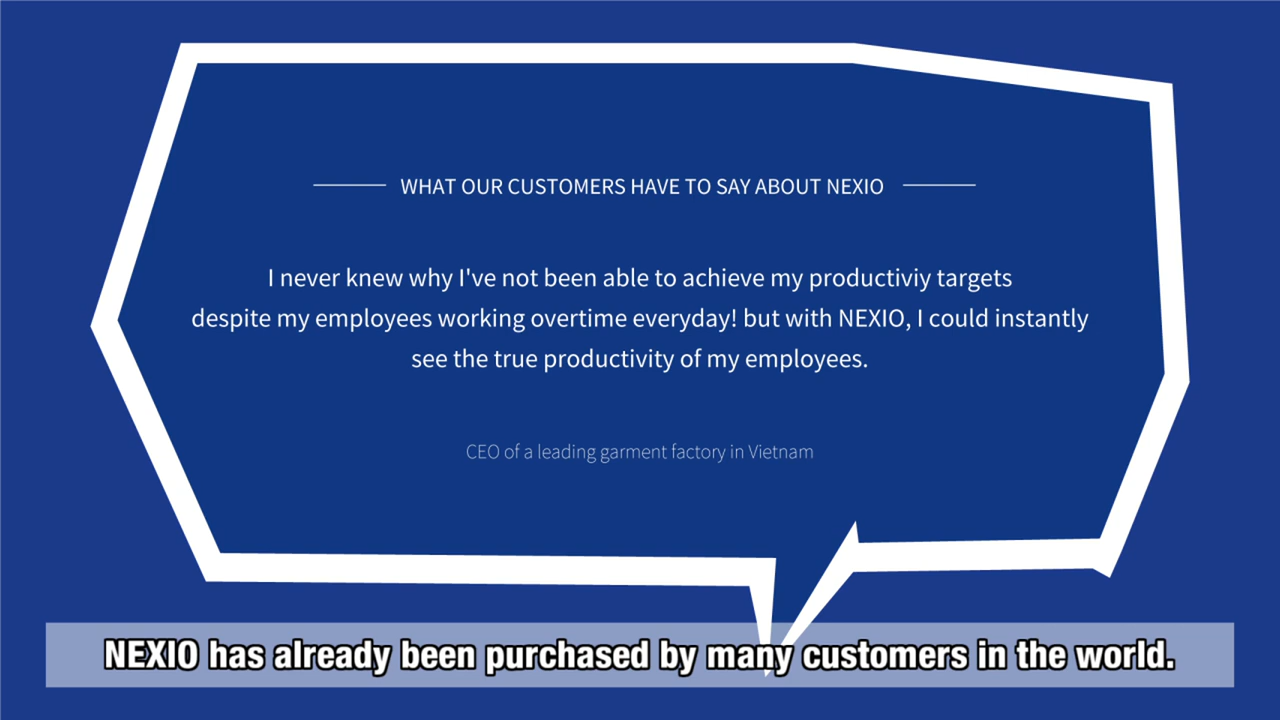 WHAT OUR CUSTOMERS HAVE TO SAY ABOUT NEXIO
I never knew why I've not been able to achieve my productiviy targets
despite my employees working overtime everyday! but with NEXIO, I could instantly
see the true productivity of my employees.
CEO of a leading garment factory in Vietnam
NEXIO has already been purchased by many customers in the world.